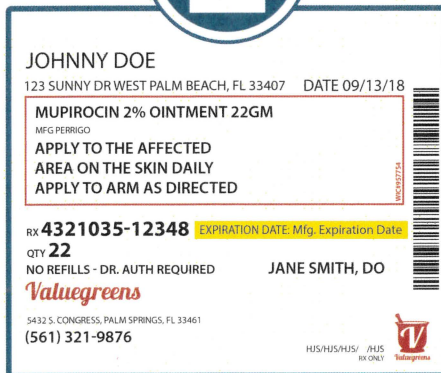 JOHNNY DOE
123 SUNNY DR WEST PALM BEACH, FL 33407 DATE 09/13/18
MUPIROCIN 2% OINTMENT 22GM
MFG PERRIGO
APPLY TO THE AFFECTED
AREA ON THE SKIN DAILY
APPLY TO ARM AS DIRECTED
WIC#957754
RX 4321035-12348 EXPIRATION DATE: Mfg. Expiration Date
QTY 22
NO REFILLS - DR. AUTH REQUIRED JANE SMITH, DO
Valuegreens
5432 S. CONGRESS, PALM SPRINGS, FL 33461
(561) 321-9876
HJS/HJS/HJS/ /HJS
RX ONLY
V
Valuegreens